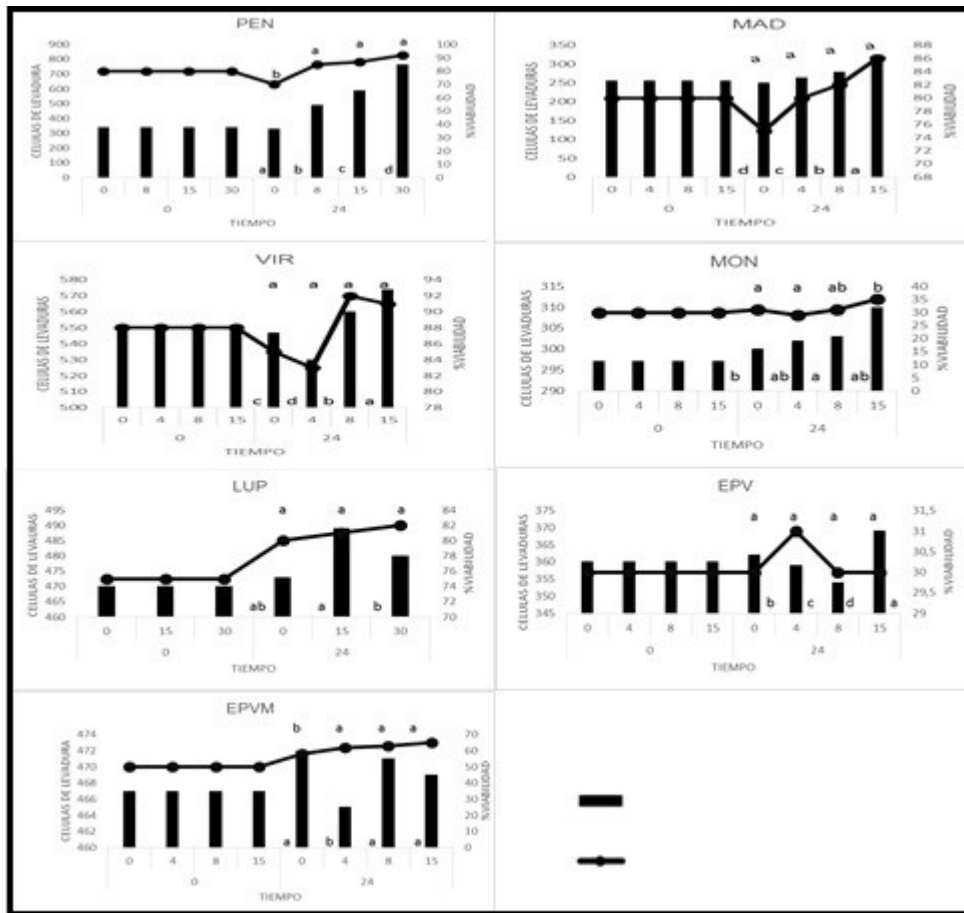 PEN
900 a a a 100
800 90
700 b 80
600 70
500 60
400 50
300 40
200 30
100 20
0 10
0
CELULAS DE LEVADURA
%VIABILIDAD
a b c d
0 8 15 30 0 8 15 30
0 24
TIEMPO
MAD
350 a a a a 88
300 86
250 84
200 82
150 80
100 78
50 76
0 74
72
70
68
CELULAS DE LEVADURAS
%VIABILIDAD
d c b a
0 4 8 15 0 4 8 15
0 24
TIEMPO
VIR
580 a a a a 94
570 92
560 90
550 88
540 86
530 84
520 82
510 80
500 78
CELULAS DE LEVADURAS
%VIABILIDAD
c d b a
0 4 8 15 0 4 8 15
0 24
TIEMPO
MON
315 a a ab b 40
310 35
305 30
300 25
295 20
290 15
10
5
0
CELULAS DE LEVADURAS
%VIABILIDAD
b ab a ab
0 4 8 15 0 4 8 15
0 24
TIEMPO
LUP
495 a a a 84
490 82
485 80
480 78
475 76
470 74
465 72
460 70
CELULAS DE LEVAURAS
%VIABILIDAD
ab a b
0 15 30 0 15 30
0 24
TIEMPO
EPV
375 a a a a 31,5
370 31
365 30,5
360 30
355 29,5
350 29
345
CELULAS DE LEVADURAS
%VIABILIDAD
b c d a
0 4 8 15 0 4 8 15
0 24
TIEMPO
EPVM
474 b a a a 70
472 60
470 50
468 40
466 30
464 20
462 10
460 0
CELULAS DE LEVADURA
%VIABILIDAD
a b a a
0 4 8 15 0 4 8 15
0 24
TIEMPO